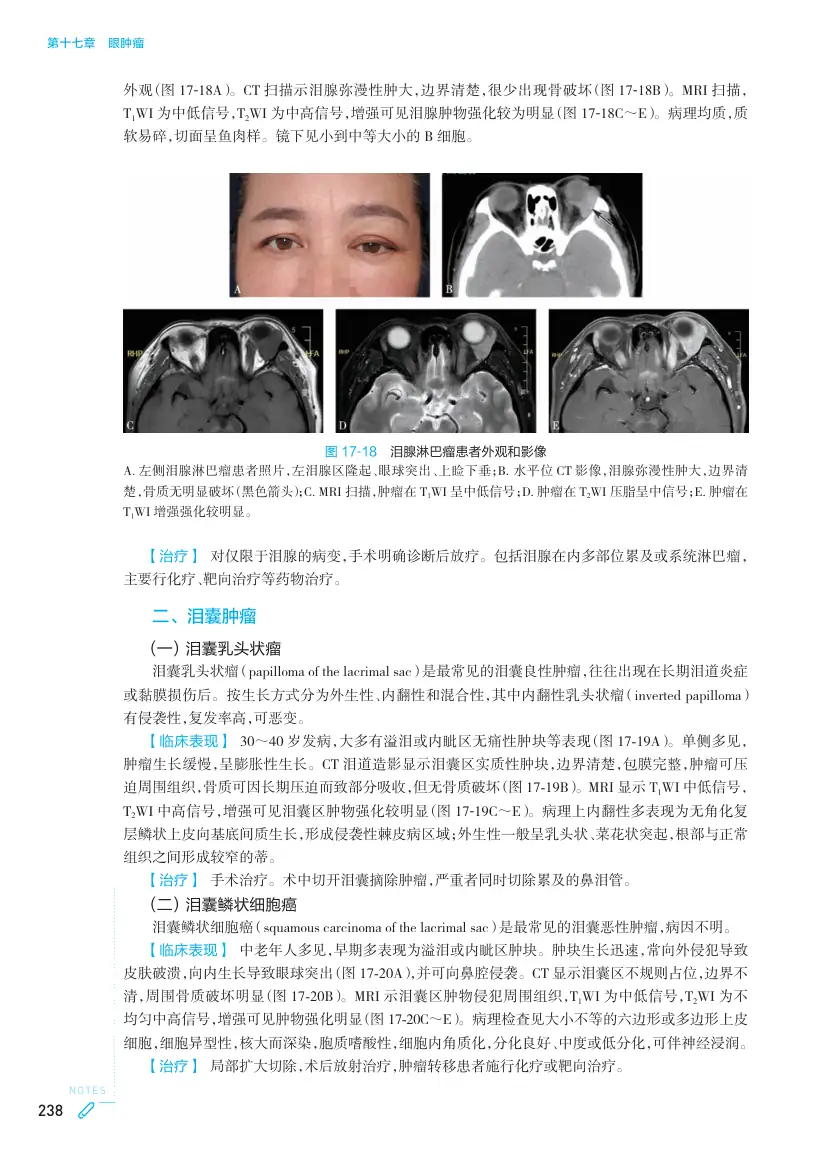 第十七章 眼肿瘤
外观(图 17-18A)。CT 扫描示泪腺弥漫性肿大,边界清楚,很少出现骨破坏(图 17-18B)。MRI 扫描,
T₁WI 为中低信号,T₂WI 为中高信号,增强可见泪腺肿物强化较为明显(图 17-18C～E)。病理均质,质
软易碎,切面呈鱼肉样。镜下见小到中等大小的 B 细胞。
A
B
RHP
5
LFA
C
RHP
LFA
D
RHP
LFA
E
图 17-18 泪腺淋巴瘤患者外观和影像
A. 左侧泪腺淋巴瘤患者照片,左泪腺区隆起、眼球突出、上睑下垂;B. 水平位 CT 影像,泪腺弥漫性肿大,边界清
楚,骨质无明显破坏(黑色箭头);C. MRI 扫描,肿瘤在 T₁WI 呈中低信号;D. 肿瘤在 T₂WI 压脂呈中信号;E. 肿瘤在
T₁WI 增强强化较明显。
【治疗】 对仅限于泪腺的病变,手术明确诊断后放疗。包括泪腺在内多部位累及或系统淋巴瘤,
主要行化疗、靶向治疗等药物治疗。
二、泪囊肿瘤
(一)泪囊乳头状瘤
泪囊乳头状瘤(papilloma of the lacrimal sac)是最常见的泪囊良性肿瘤,往往出现在长期泪道炎症
或黏膜损伤后。按生长方式分为外生性、内翻性和混合性,其中内翻性乳头状瘤(inverted papilloma)
有侵袭性,复发率高,可恶变。
【临床表现】 30～40 岁发病,大多有溢泪或内眦区无痛性肿块等表现(图 17-19A)。单侧多见,
肿瘤生长缓慢,呈膨胀性生长。CT 泪道造影显示泪囊区实质性肿块,边界清楚,包膜完整,肿瘤可压
迫周围组织,骨质可因长期压迫而致部分吸收,但无骨质破坏(图 17-19B)。MRI 显示 T₁WI 中低信号,
T₂WI 中高信号,增强可见泪囊区肿物强化较明显(图 17-19C～E)。病理上内翻性多表现为无角化复
层鳞状上皮向基底间质生长,形成侵袭性棘皮病区域;外生性一般呈乳头状、菜花状突起,根部与正常
组织之间形成较窄的蒂。
【治疗】 手术治疗。术中切开泪囊摘除肿瘤,严重者同时切除累及的鼻泪管。
(二)泪囊鳞状细胞癌
泪囊鳞状细胞癌(squamous carcinoma of the lacrimal sac)是最常见的泪囊恶性肿瘤,病因不明。
【临床表现】 中老年人多见,早期多表现为溢泪或内眦区肿块。肿块生长迅速,常向外侵犯导致
皮肤破溃,向内生长导致眼球突出(图 17-20A),并可向鼻腔侵袭。CT 显示泪囊区不规则占位,边界不
清,周围骨质破坏明显(图 17-20B)。MRI 示泪囊区肿物侵犯周围组织,T₁WI 为中低信号,T₂WI 为不
均匀中高信号,增强可见肿物强化明显(图 17-20C～E)。病理检查见大小不等的六边形或多边形上皮
细胞,细胞异型性,核大而深染,胞质嗜酸性,细胞内角质化,分化良好、中度或低分化,可伴神经浸润。
【治疗】 局部扩大切除,术后放射治疗,肿瘤转移患者施行化疗或靶向治疗。
NOTES
238